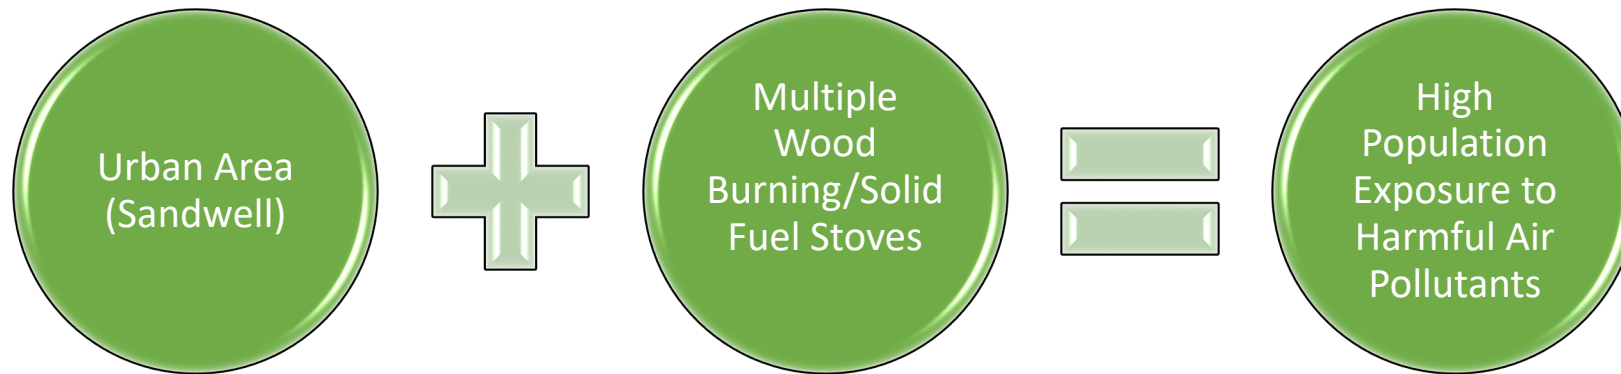 Urban Area
(Sandwell)
Multiple
Wood
Burning/Solid
Fuel Stoves
High
Population
Exposure to
Harmful Air
Pollutants